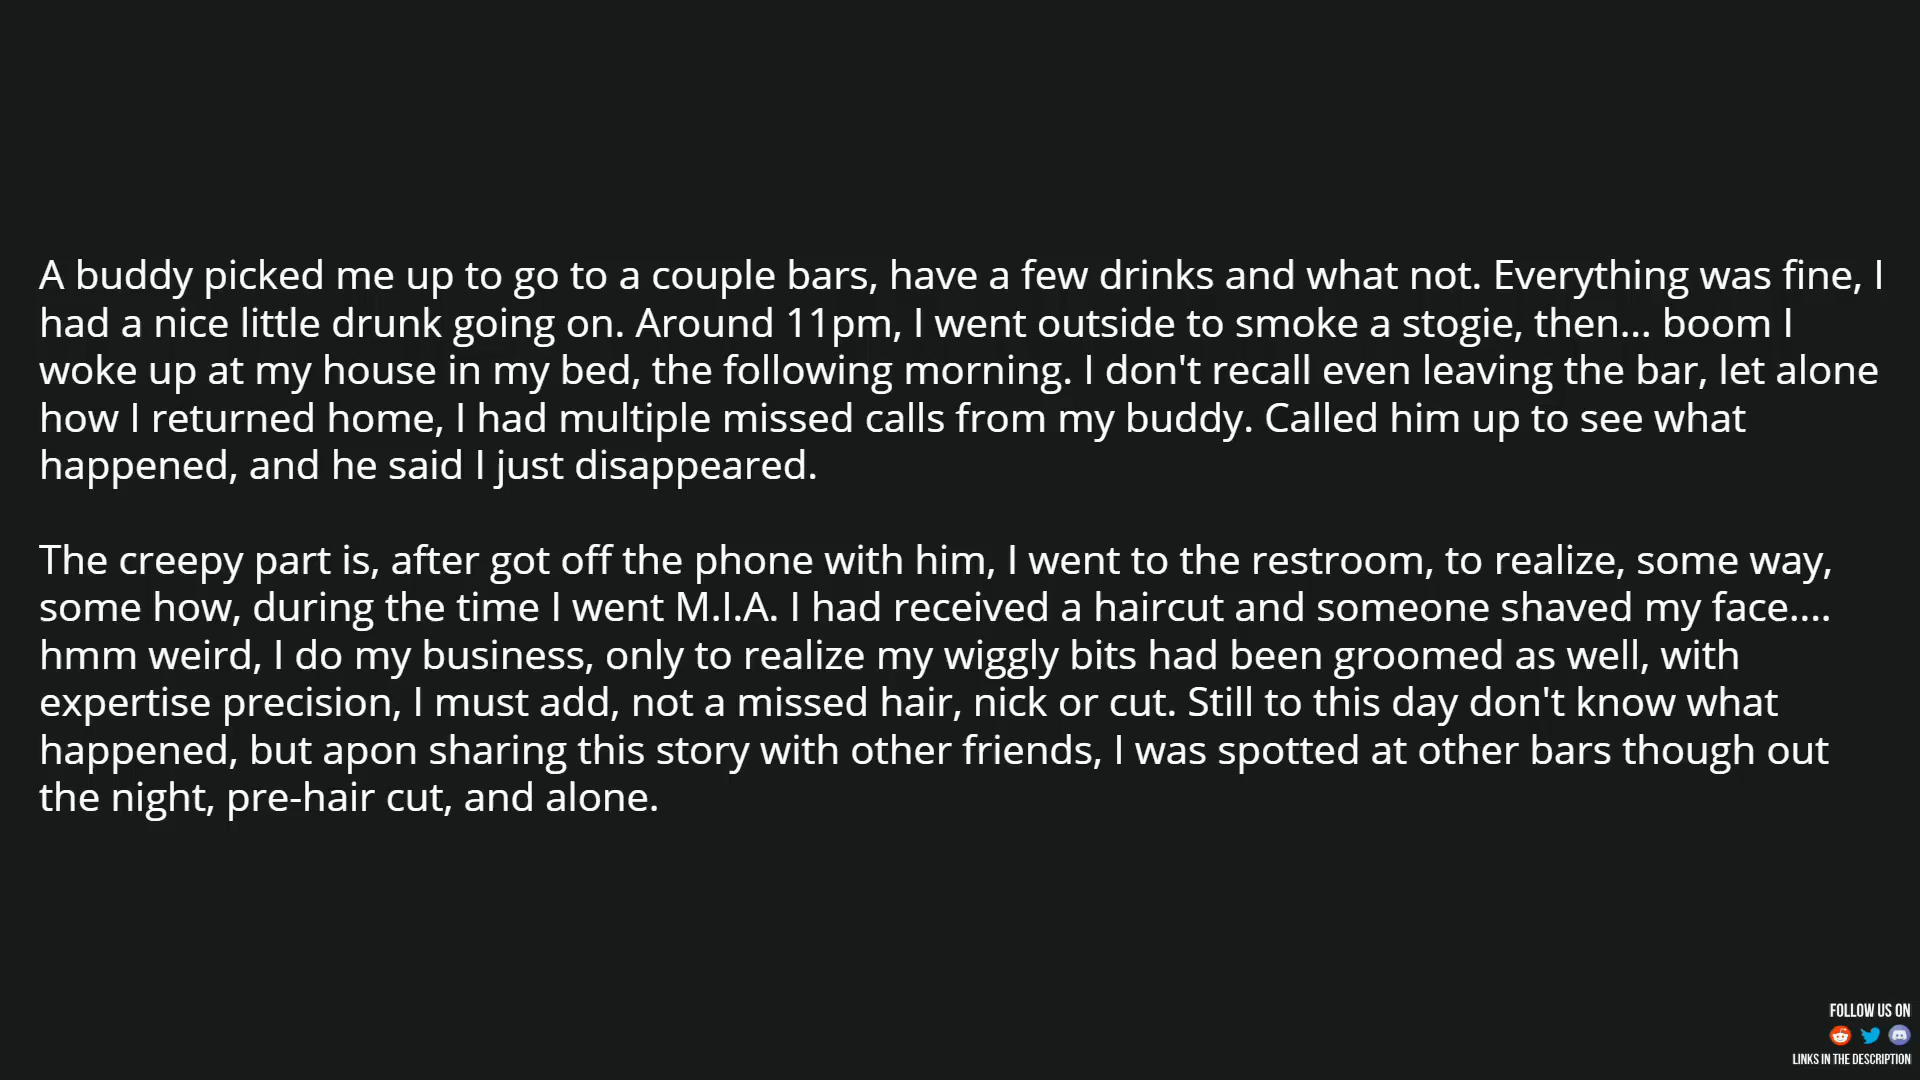 A buddy picked me up to go to a couple bars, have a few drinks and what not. Everything was fine, I
had a nice little drunk going on. Around 11pm, I went outside to smoke a stogie, then... boom I
woke up at my house in my bed, the following morning. I don't recall even leaving the bar, let alone
how I returned home, I had multiple missed calls from my buddy. Called him up to see what
happened, and he said I just disappeared.
The creepy part is, after got off the phone with him, I went to the restroom, to realize, some way,
some how, during the time I went M.I.A. I had received a haircut and someone shaved my face....
hmm weird, I do my business, only to realize my wiggly bits had been groomed as well, with
expertise precision, I must add, not a missed hair, nick or cut. Still to this day don't know what
happened, but apon sharing this story with other friends, I was spotted at other bars though out
the night, pre-hair cut, and alone.
FOLLOW US ON
LINKS IN THE DESCRIPTION